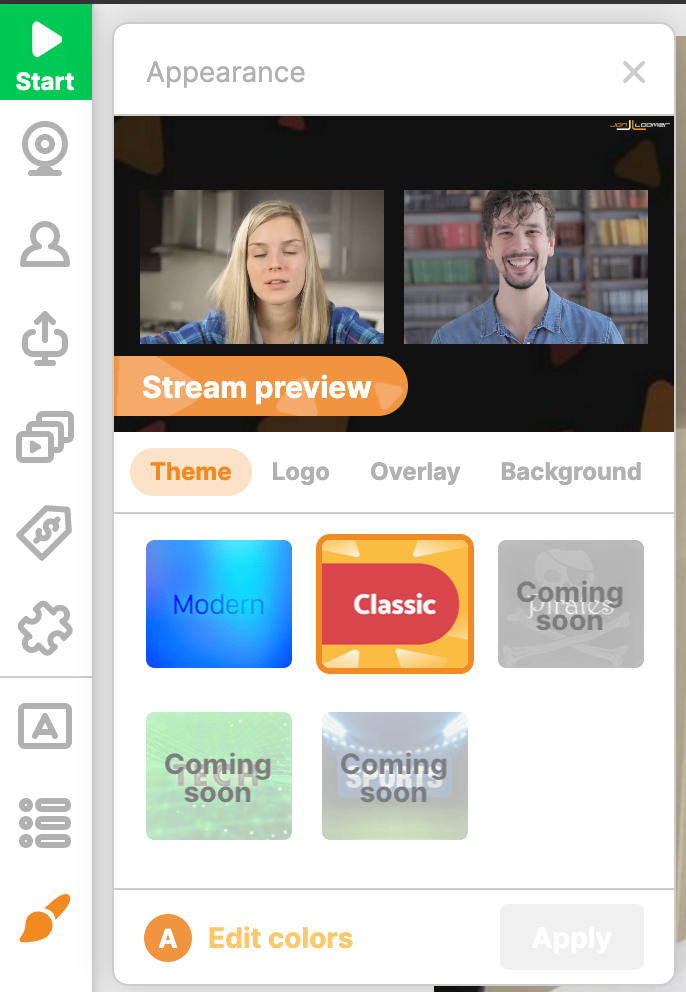 Start
Appearance
JON LOOMER
Stream preview
Theme
Logo
Overlay
Background
Modern
Classic
Pirates
Coming
soon
TECH
Coming
soon
SPORTS
Coming
soon
A
A
Edit colors
Apply